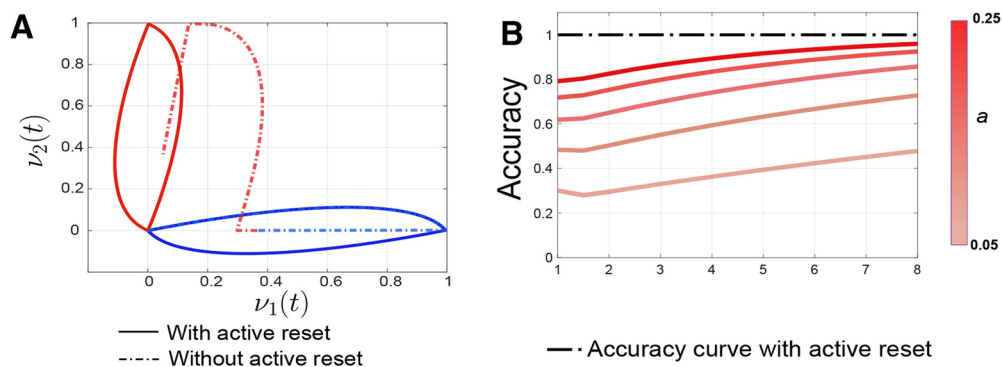 A
ν₂(t)
1
0.8
0.6
0.4
0.2
0
0 0.2 0.4 0.6 0.8 1
ν₁(t)
With active reset
Without active reset
B
Accuracy
1
0.8
0.6
0.4
0.2
0
1 2 3 4 5 6 7 8
0.25
a
0.05
Accuracy curve with active reset